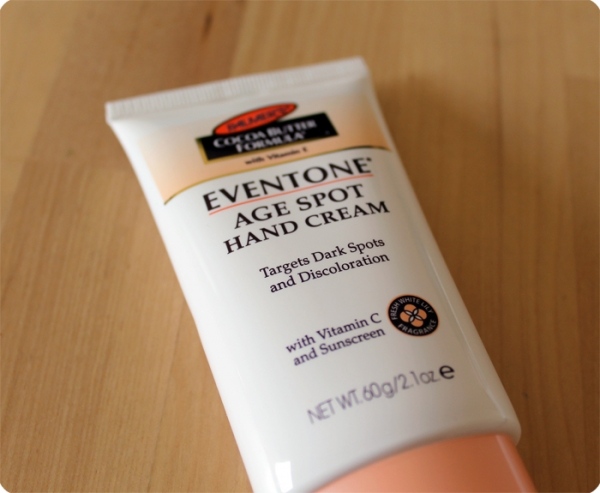 PALMER'S
COCOA BUTTER
FORMULA®
with Vitamin E
EVENTONE®
AGE SPOT
HAND CREAM
Targets Dark Spots
and Discoloration
with Vitamin C
and Sunscreen
FRESH WHITE LILY
FRAGRANCE
NET WT. 60g/2.1oz e